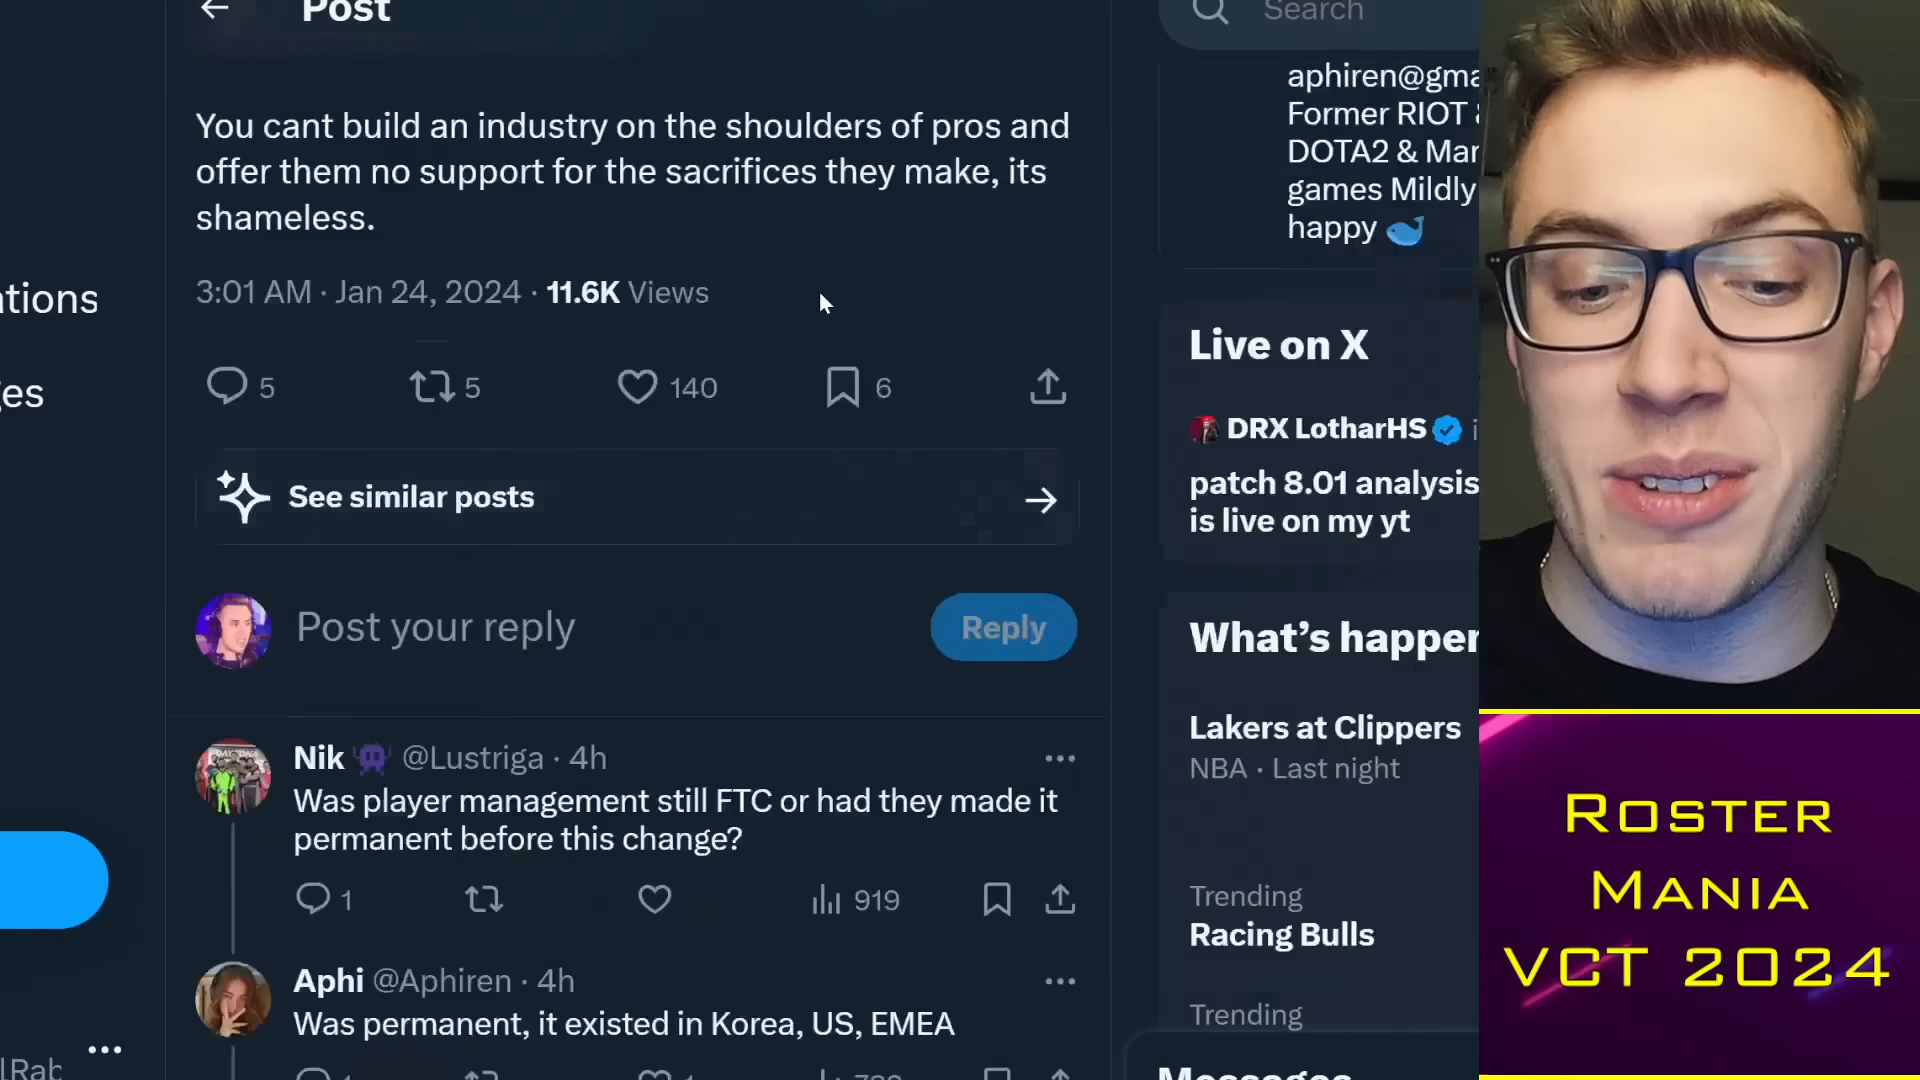 Post
Search
aphiren@gma
Former RIOT
DOTA2 & Mar
games Mildly
happy
You cant build an industry on the shoulders of pros and
offer them no support for the sacrifices they make, its
shameless.
3:01 AM · Jan 24, 2024 · 11.6K Views
ations
es
5 5 140 6
Live on X
DRX LotharHS
patch 8.01 analysis
is live on my yt
See similar posts
Post your reply
Reply
What's happen
Lakers at Clippers
NBA · Last night
Nik @Lustriga · 4h
Was player management still FTC or had they made it
permanent before this change?
1 919
Trending
Racing Bulls
Aphi @Aphiren · 4h
Was permanent, it existed in Korea, US, EMEA
Trending
Messages
lRab
ROSTER
MANIA
VCT 2024